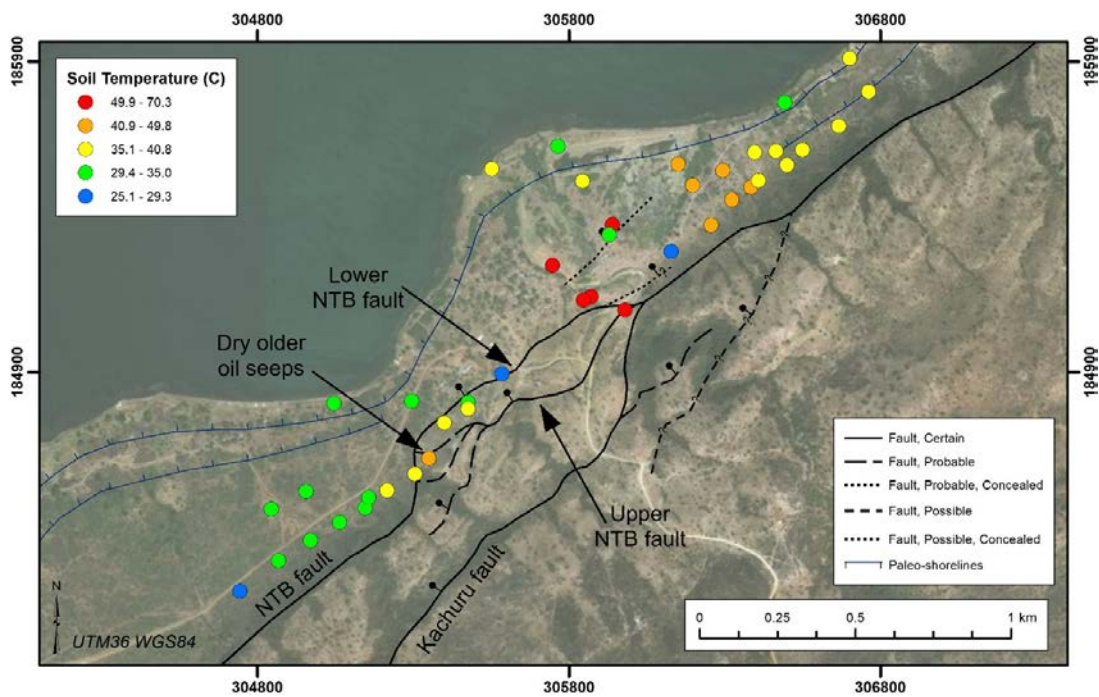 304800
305800
306800
185900
185900
Soil Temperature (C)
49.9 - 70.3
40.9 - 49.8
35.1 - 40.8
29.4 - 35.0
25.1 - 29.3
Lower
NTB fault
Dry older
oil seeps
184900
184900
Upper
NTB fault
NTB fault
Kachuru fault
Fault, Certain
Fault, Probable
Fault, Probable, Concealed
Fault, Possible
Fault, Possible, Concealed
Paleo-shorelines
0
0.25
0.5
1 km
N
UTM36 WGS84
304800
305800
306800